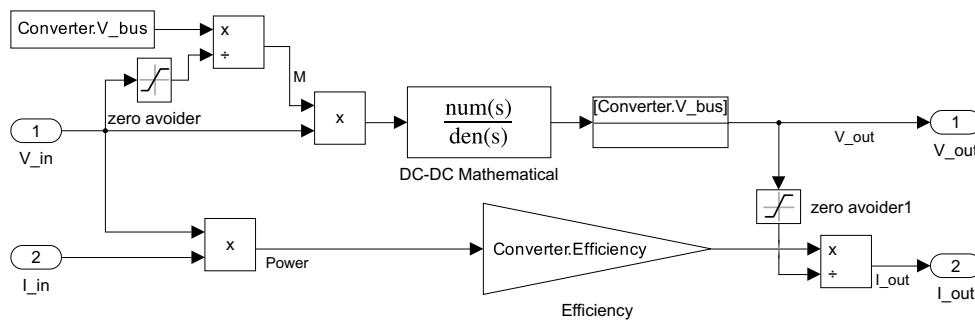 Converter.V_bus
x
÷
M
zero avoider
1
V_in
x
num(s)
den(s)
DC-DC Mathematical
[Converter.V_bus]
V_out
1
V_out
zero avoider1
2
I_in
x
Power
Converter.Efficiency
Efficiency
x
÷
I_out
2
I_out